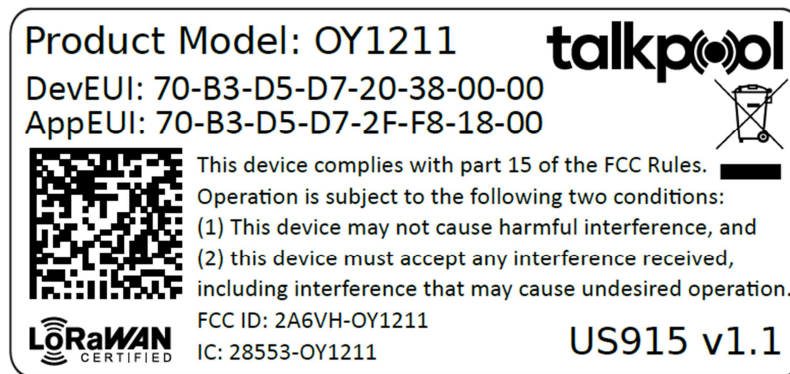 Product Model: OY1211
talkpool
DevEUI: 70-B3-D5-D7-20-38-00-00
AppEUI: 70-B3-D5-D7-2F-F8-18-00
This device complies with part 15 of the FCC Rules.
Operation is subject to the following two conditions:
(1) This device may not cause harmful interference, and
(2) this device must accept any interference received,
including interference that may cause undesired operation.
FCC ID: 2A6VH-OY1211
IC: 28553-OY1211
LoRaWAN
CERTIFIED
US915 v1.1